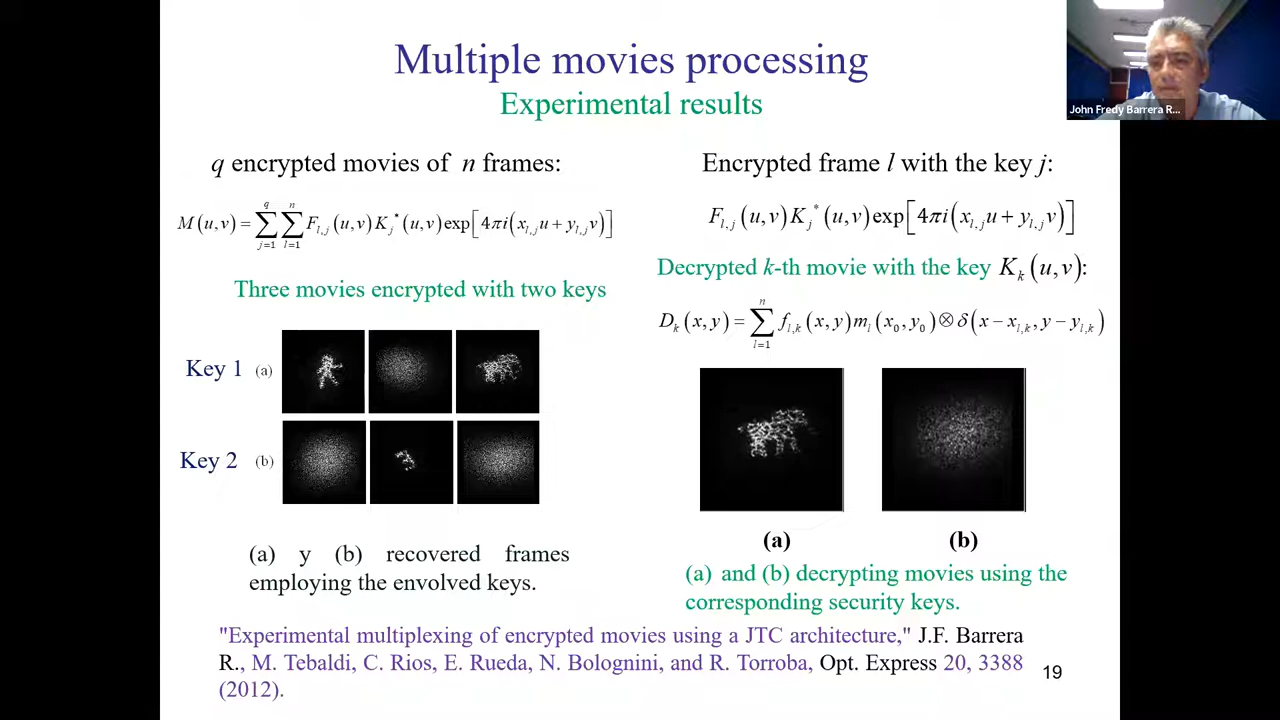 Multiple movies processing
Experimental results
John Fredy Barrera R...
q encrypted movies of n frames:
M(u,v) = ∑_{j=1}^{q} ∑_{l=1}^{n} F_{l,j}(u,v) K_j^*(u,v) exp[4πi(x_{l,j}u + y_{l,j}v)]
Three movies encrypted with two keys
Key 1 (a)
Key 2 (b)
(a) y (b) recovered frames
employing the envolved keys.
Encrypted frame l with the key j:
F_{l,j}(u,v) K_j^*(u,v) exp[4πi(x_{l,j}u + y_{l,j}v)]
Decrypted k-th movie with the key K_k(u,v):
D_k(x,y) = ∑_{l=1}^{n} f_{l,k}(x,y) m_l(x_0,y_0) ⊗ δ(x − x_{l,k}, y − y_{l,k})
(a) (b)
(a) and (b) decrypting movies using the
corresponding security keys.
"Experimental multiplexing of encrypted movies using a JTC architecture," J.F. Barrera
R., M. Tebaldi, C. Rios, E. Rueda, N. Bolognini, and R. Torroba, Opt. Express 20, 3388
(2012).
19